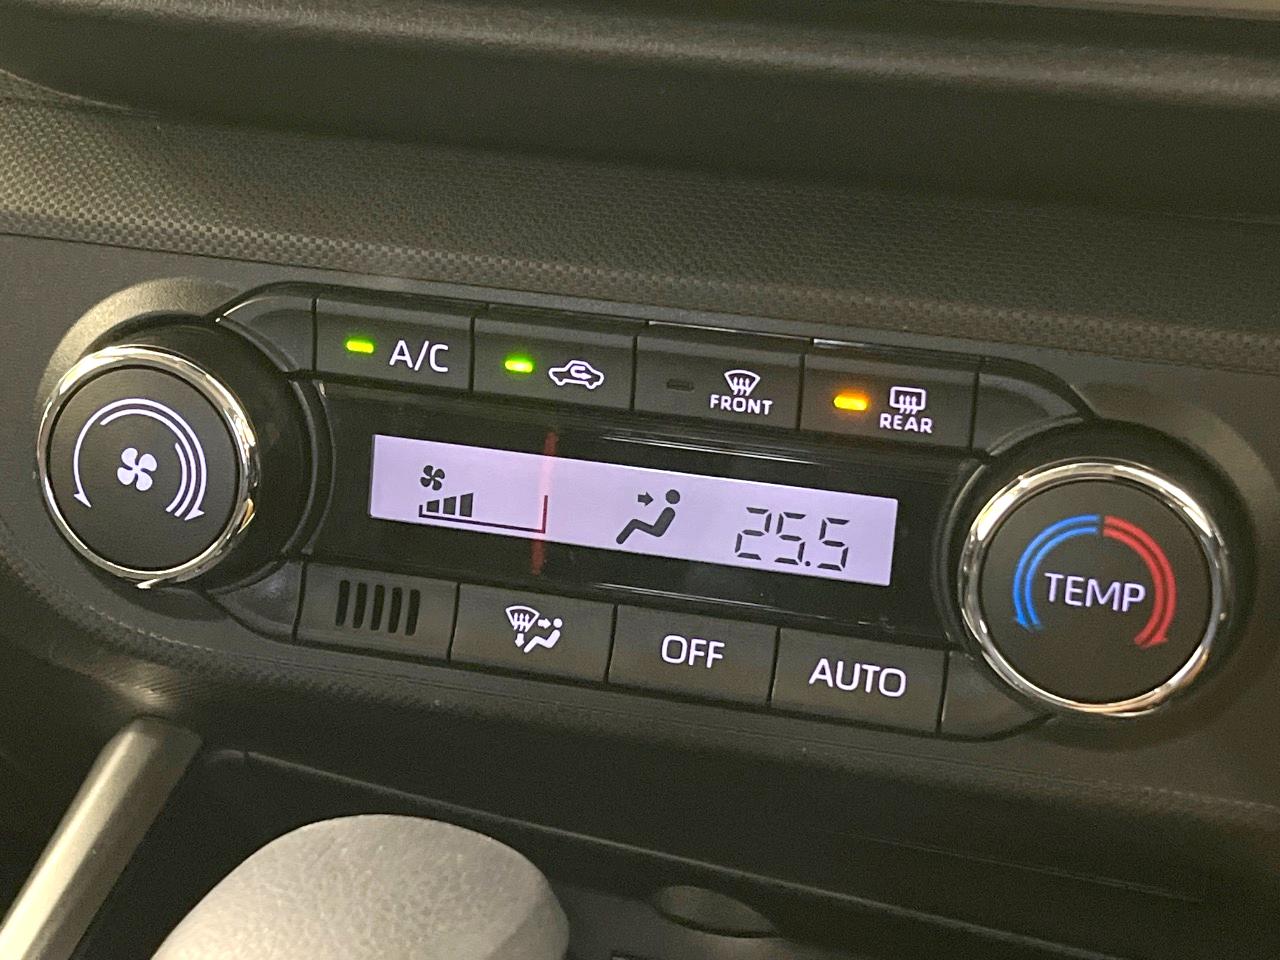 A/C
FRONT
REAR
25.5
TEMP
OFF
AUTO